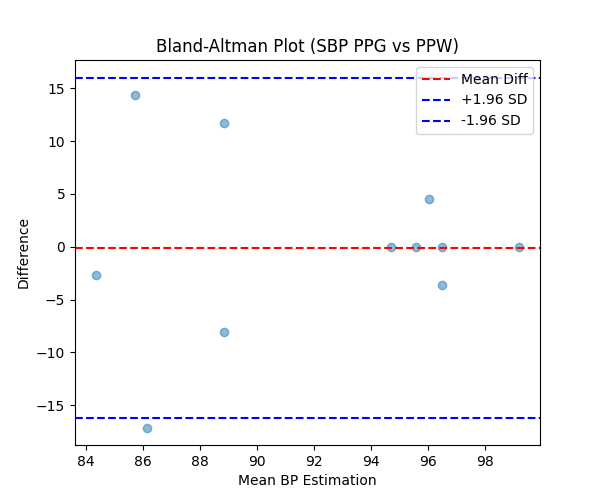 Bland-Altman Plot (SBP PPG vs PPW)
Mean Diff
+1.96 SD
-1.96 SD
15
10
5
0
−5
−10
−15
Difference
84 86 88 90 92 94 96 98
Mean BP Estimation